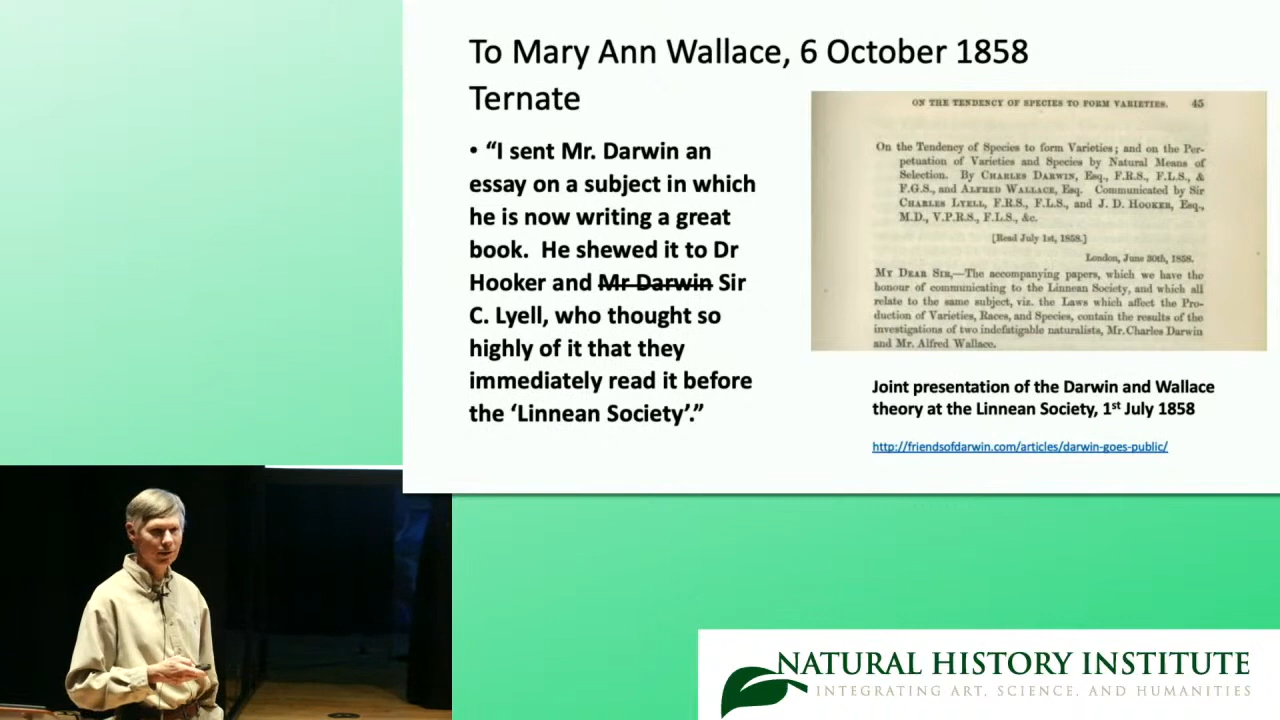 To Mary Ann Wallace, 6 October 1858
Ternate
• “I sent Mr. Darwin an
essay on a subject in which
he is now writing a great
book. He shewed it to Dr
Hooker and Mr Darwin Sir
C. Lyell, who thought so
highly of it that they
immediately read it before
the ‘Linnean Society’.”
ON THE TENDENCY OF SPECIES TO FORM VARIETIES. 45
On the Tendency of Species to form Varieties; and on the Per-
petuation of Varieties and Species by Natural Means of
Selection. By CHARLES DARWIN, Esq., F.R.S., F.L.S., &
F.G.S., and ALFRED WALLACE, Esq. Communicated by Sir
CHARLES LYELL, F.R.S., F.L.S., and J. D. HOOKER, Esq.,
M.D., V.P.R.S., F.L.S., &c.
[Read July 1st, 1858.]
London, June 30th, 1858.
MY DEAR SIR,—The accompanying papers, which we have the
honour of communicating to the Linnean Society, and which all
relate to the same subject, viz. the Laws which affect the Pro-
duction of Varieties, Races, and Species, contain the results of the
investigations of two indefatigable naturalists, Mr. Charles Darwin
and Mr. Alfred Wallace.
Joint presentation of the Darwin and Wallace
theory at the Linnean Society, 1st July 1858
http://friendsofdarwin.com/articles/darwin-goes-public/
NATURAL HISTORY INSTITUTE
INTEGRATING ART, SCIENCE, AND HUMANITIES